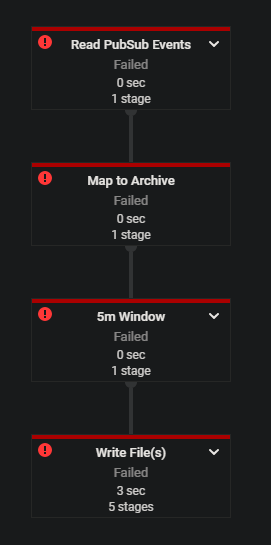 Read PubSub Events
Failed
0 sec
1 stage
Map to Archive
Failed
0 sec
1 stage
5m Window
Failed
0 sec
1 stage
Write File(s)
Failed
3 sec
5 stages